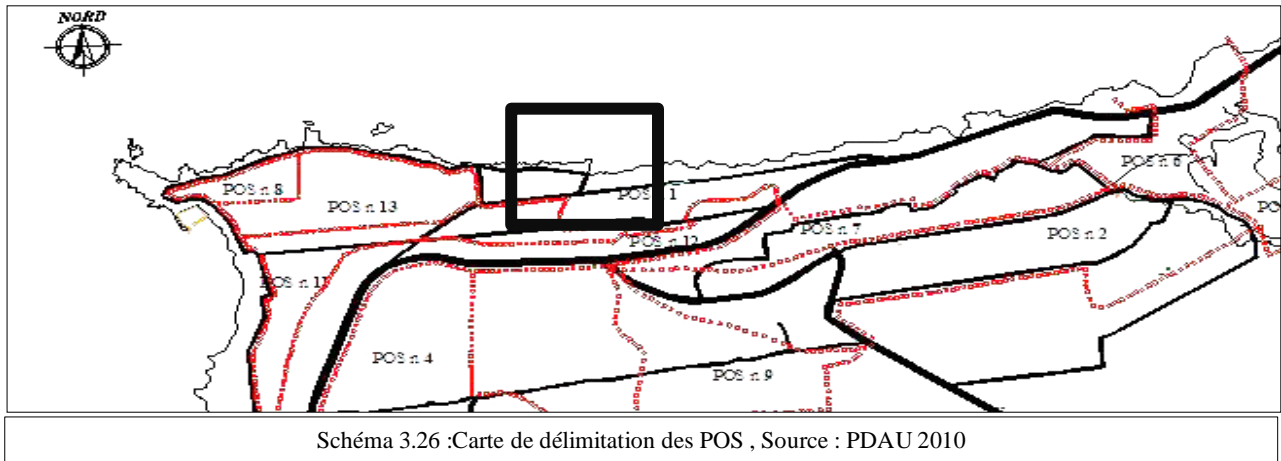 NORD
POS n. 8
POS n. 13
POS n. 1
POS n. 6
POS n. 12
POS n. 7
POS n. 2
POS n. 11
POS n. 4
POS n. 9
Schéma 3.26 :Carte de délimitation des POS , Source : PDAU 2010